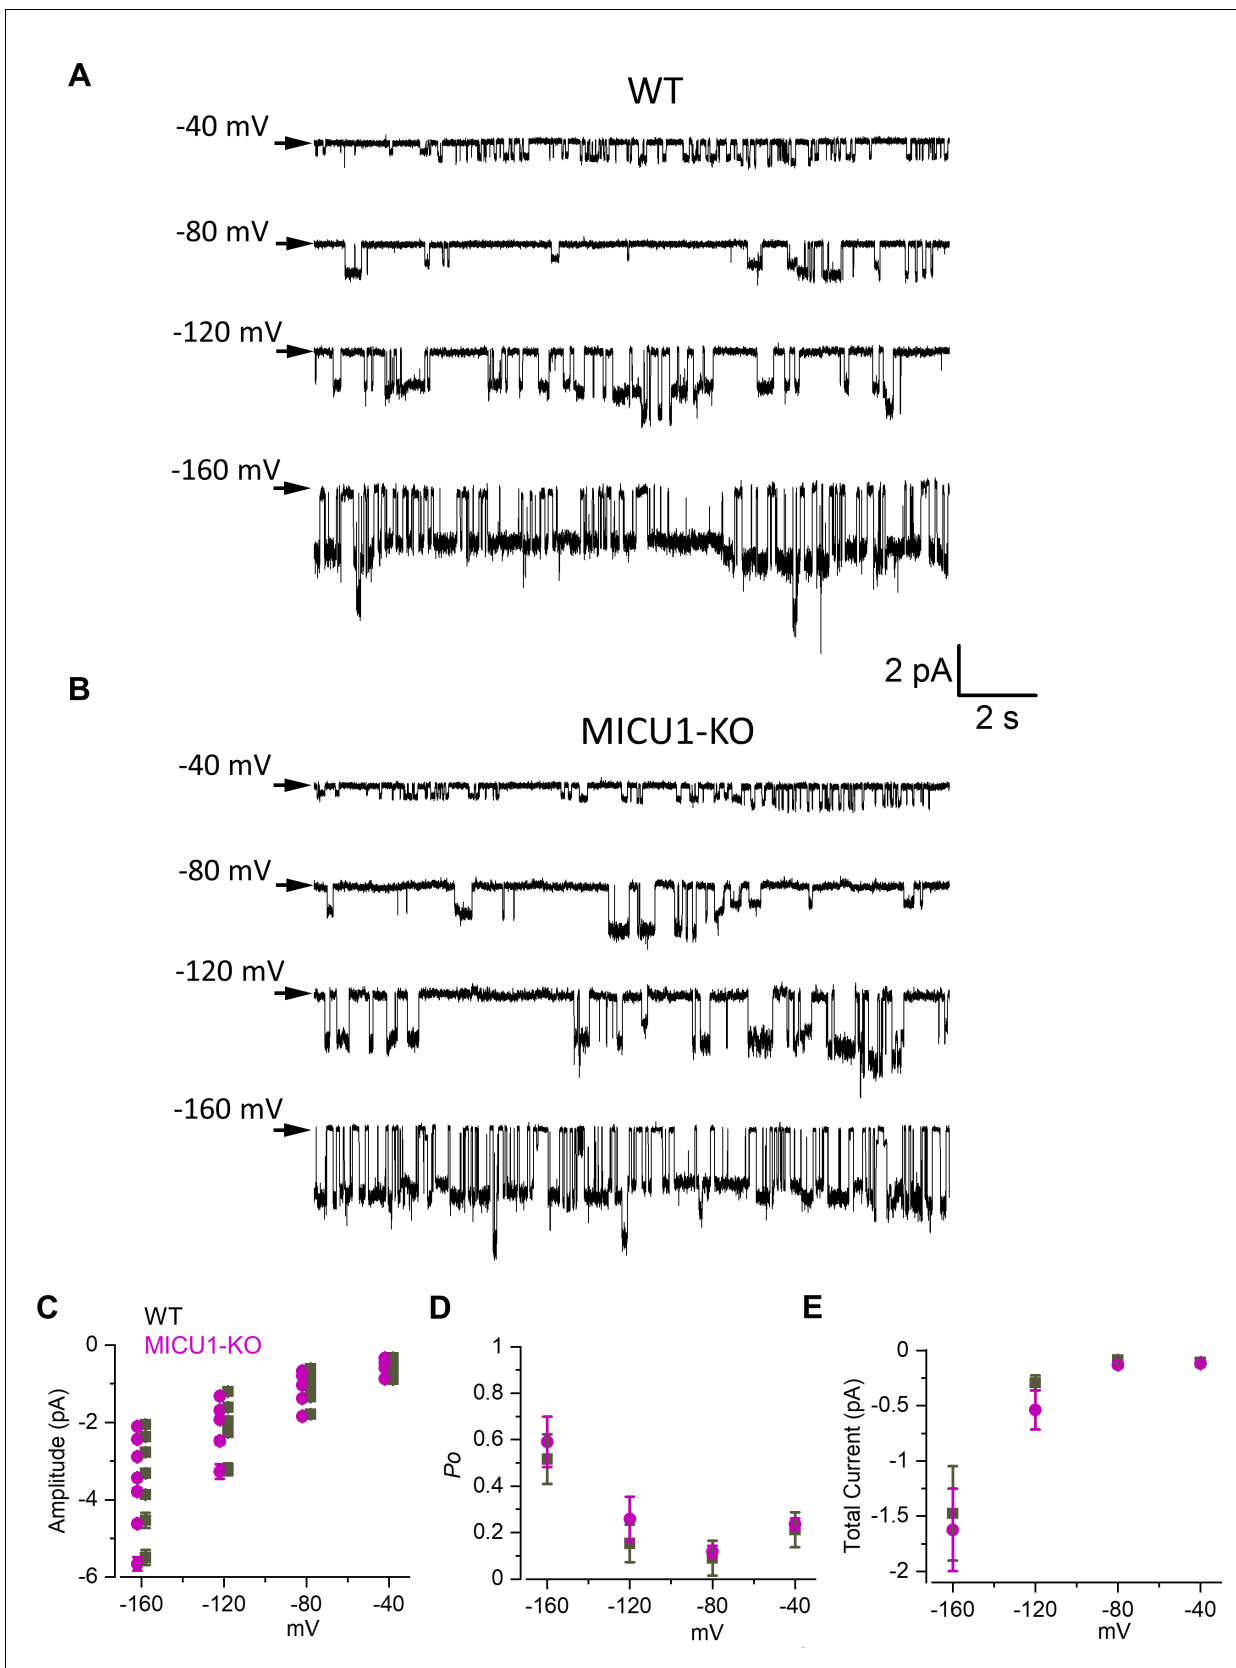 A
WT
-40 mV
-80 mV
-120 mV
-160 mV
2 pA
2 s
B
MICU1-KO
-40 mV
-80 mV
-120 mV
-160 mV
C
WT
MICU1-KO
0
-2
-4
-6
Amplitude (pA)
-160
-120
-80
-40
mV
D
1
0.8
0.6
0.4
0.2
0
Po
-160
-120
-80
-40
mV
E
0
-0.5
-1
-1.5
-2
Total Current (pA)
-160
-120
-80
-40
mV